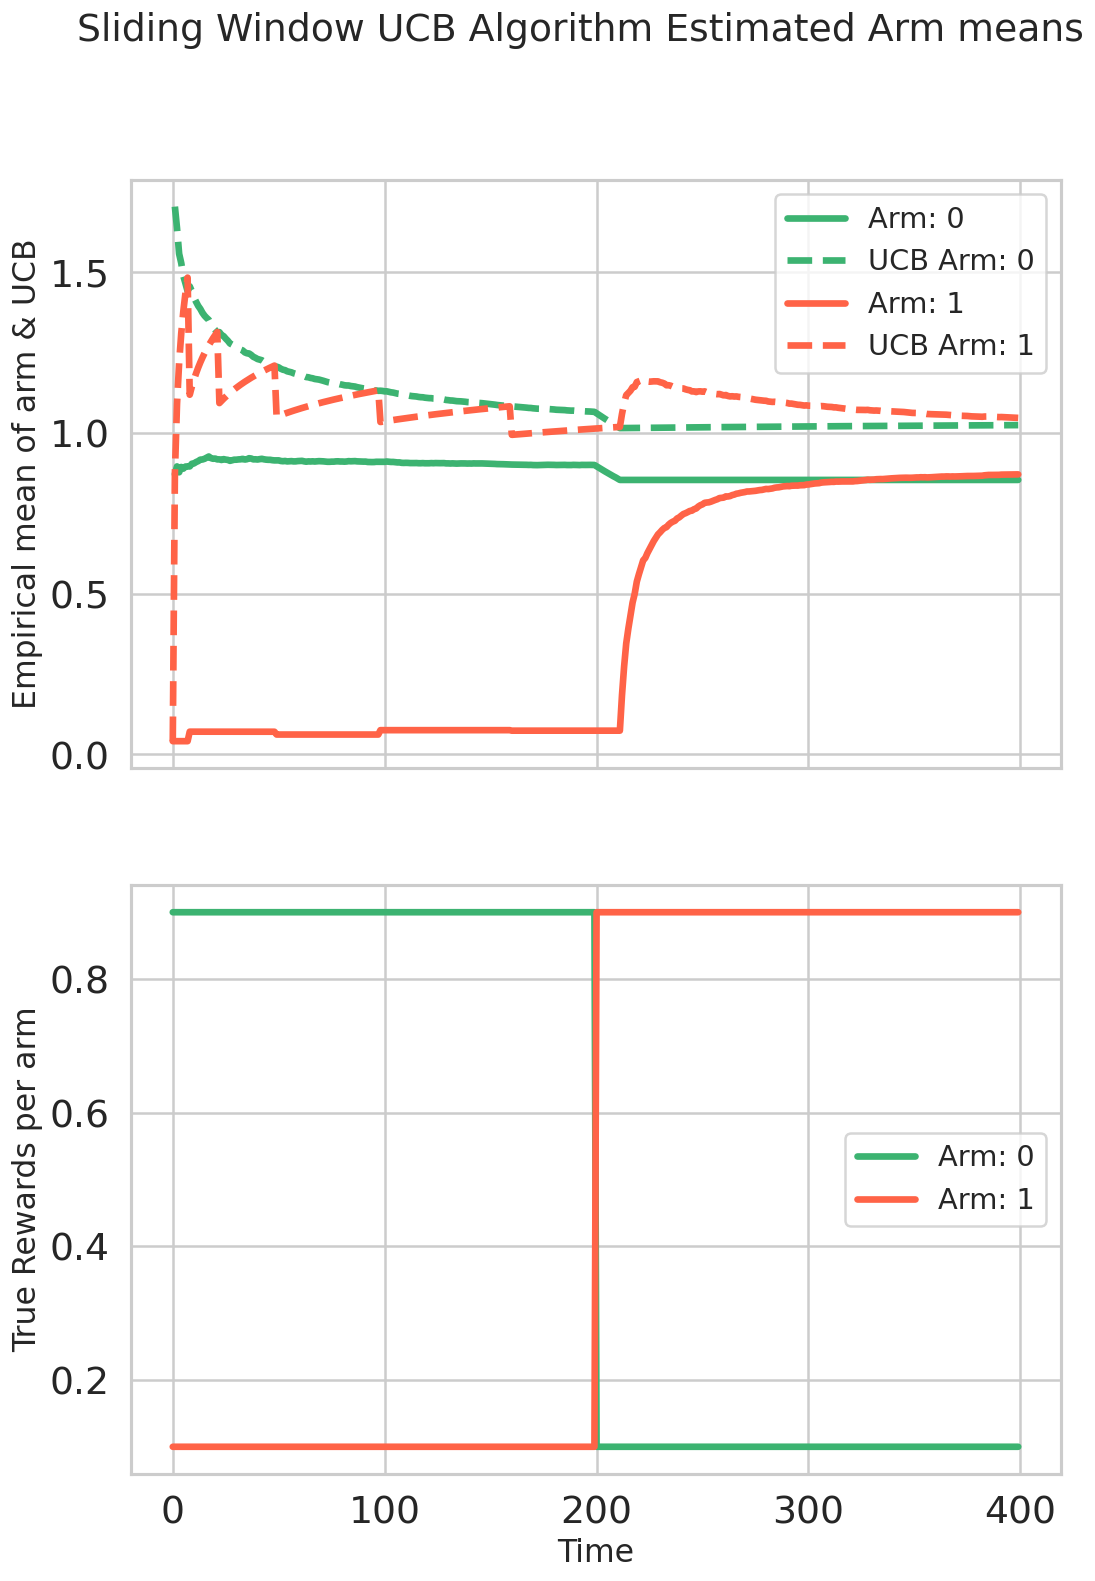 Sliding Window UCB Algorithm Estimated Arm means
Empirical mean of arm & UCB
1.5
1.0
0.5
0.0
Arm: 0
UCB Arm: 0
Arm: 1
UCB Arm: 1
True Rewards per arm
0.8
0.6
0.4
0.2
Arm: 0
Arm: 1
0 100 200 300 400
Time